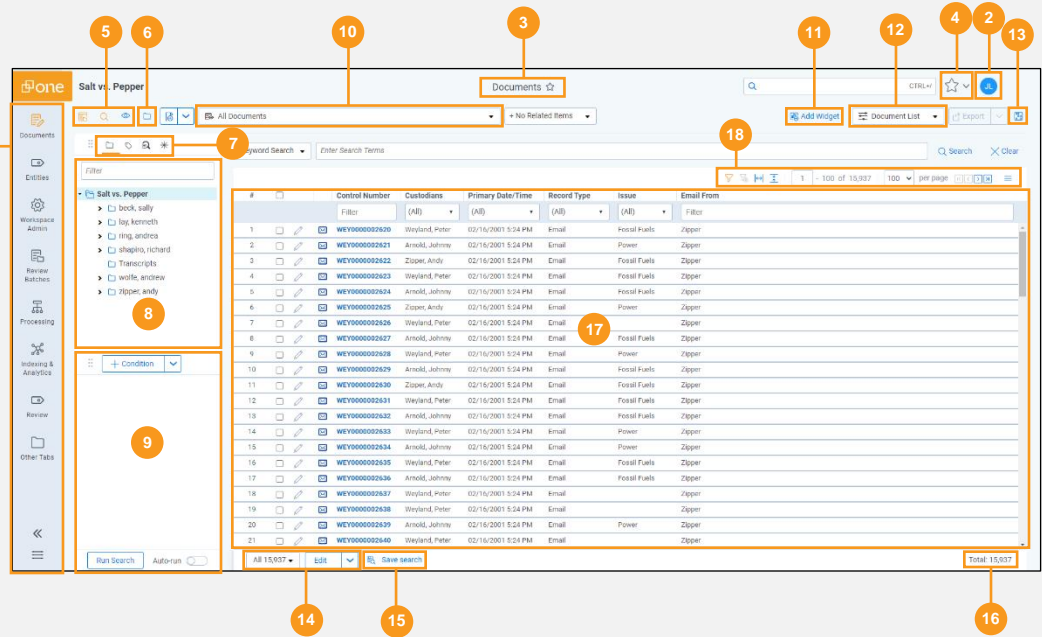 5 6 10 3 11 12 4 2 13
one Salt vs. Pepper Documents CTRL+/ JL
All Documents + No Related Items Add Widget Document List Export
Documents
7 eyword Search Enter Search Terms Search Clear
18
Entities Filter 1 - 100 of 15,937 100 per page
Salt vs. Pepper # Control Number Custodians Primary Date/Time Record Type Issue Email From
beck, sally Filter (All) (All) (All) (All) Filter
Workspace Admin lay, kenneth 1 WEY0000002620 Weyland, Peter 02/16/2001 5:24 PM Email Fossil Fuels Zipper
ring, andrea 2 WEY0000002621 Arnold, Johnny 02/16/2001 5:24 PM Email Power Zipper
shapiro, richard 3 WEY0000002622 Zipper, Andy 02/16/2001 5:24 PM Email Fossil Fuels Zipper
Review Batches Transcripts 4 WEY0000002623 Weyland, Peter 02/16/2001 5:24 PM Email Fossil Fuels Zipper
wolfe, andrew 5 WEY0000002624 Arnold, Johnny 02/16/2001 5:24 PM Email Fossil Fuels Zipper
zipper, andy 6 WEY0000002625 Zipper, Andy 02/16/2001 5:24 PM Email Power Zipper
Processing 8 7 WEY0000002626 Weyland, Peter 02/16/2001 5:24 PM Email 17 Zipper
8 WEY0000002627 Arnold, Johnny 02/16/2001 5:24 PM Email Fossil Fuels Zipper
Indexing & Analytics + Condition 9 WEY0000002628 Weyland, Peter 02/16/2001 5:24 PM Email Power Zipper
10 WEY0000002629 Arnold, Johnny 02/16/2001 5:24 PM Email Fossil Fuels Zipper
11 WEY0000002630 Zipper, Andy 02/16/2001 5:24 PM Email Fossil Fuels Zipper
Review 12 WEY0000002631 Weyland, Peter 02/16/2001 5:24 PM Email Fossil Fuels Zipper
13 WEY0000002632 Arnold, Johnny 02/16/2001 5:24 PM Email Fossil Fuels Zipper
9 14 WEY0000002633 Weyland, Peter 02/16/2001 5:24 PM Email Power Zipper
Other Tabs 15 WEY0000002634 Arnold, Johnny 02/16/2001 5:24 PM Email Power Zipper
16 WEY0000002635 Weyland, Peter 02/16/2001 5:24 PM Email Fossil Fuels Zipper
17 WEY0000002636 Arnold, Johnny 02/16/2001 5:24 PM Email Fossil Fuels Zipper
18 WEY0000002637 Weyland, Peter 02/16/2001 5:24 PM Email Zipper
19 WEY0000002638 Weyland, Peter 02/16/2001 5:24 PM Email Zipper
20 WEY0000002639 Arnold, Johnny 02/16/2001 5:24 PM Email Power Zipper
21 WEY0000002640 Weyland, Peter 02/16/2001 5:24 PM Email Zipper
Run Search Auto-run All 15,937 Edit Save search Total: 15,937
14 15 16